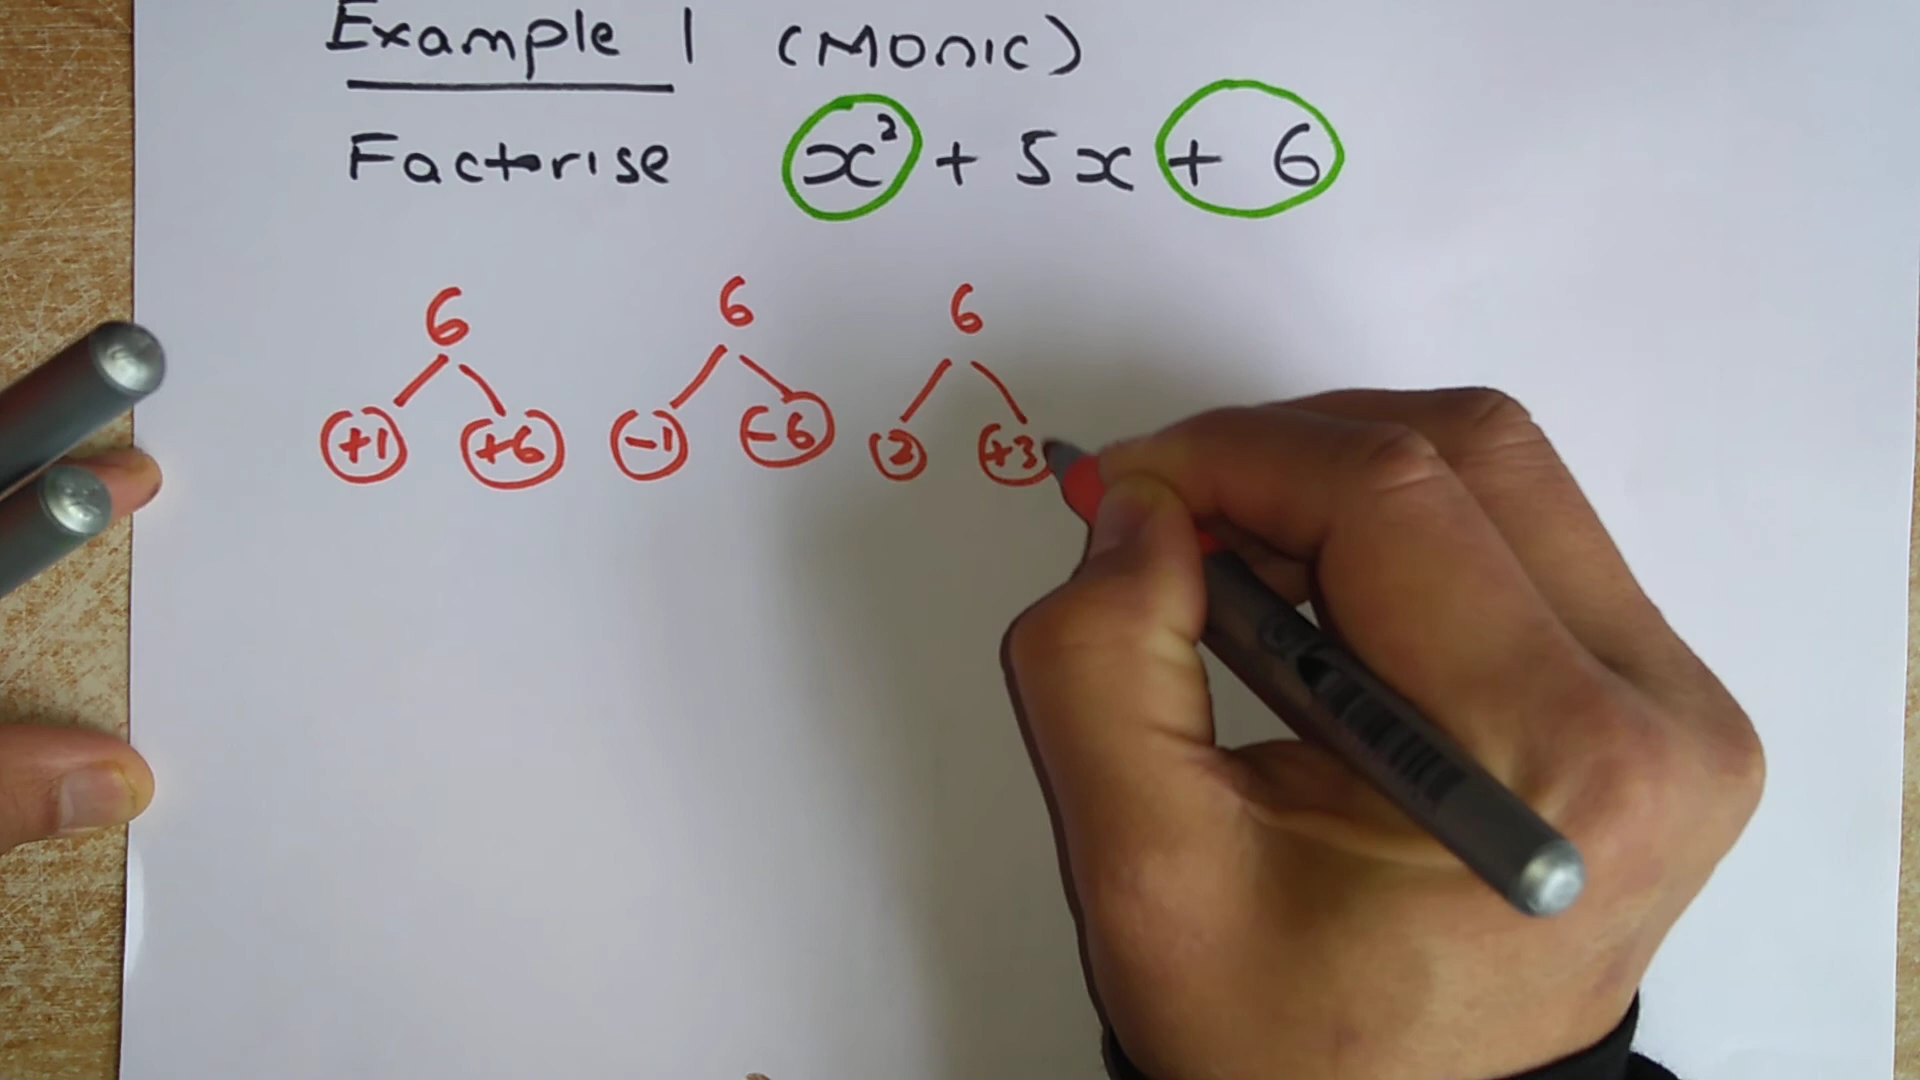 Example 1 (Monic)
Factorise x² + 5x + 6
6 6 6
+1 +6 -1 -6 2 +3